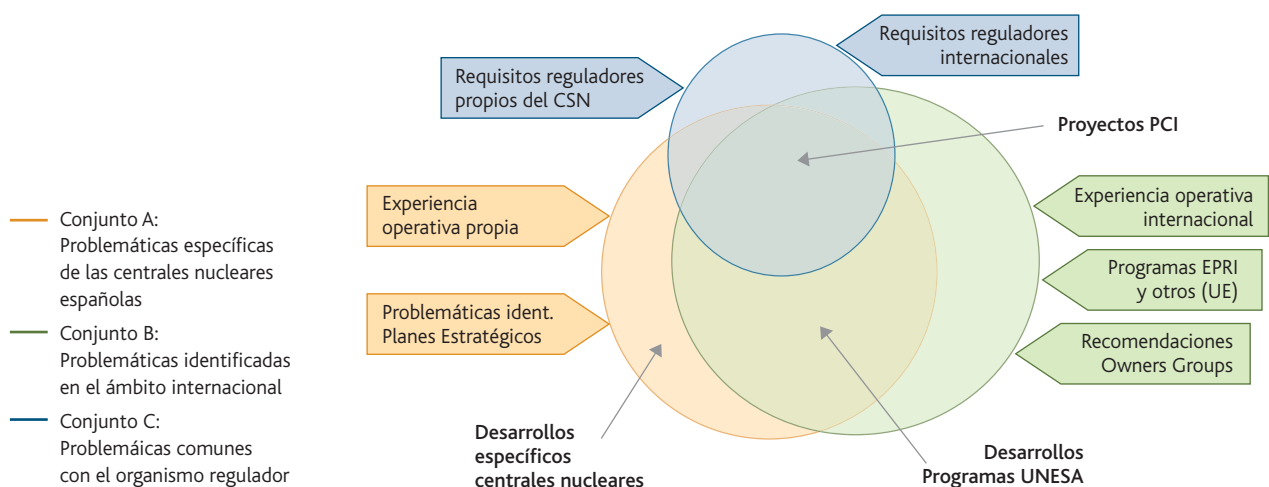 Requisitos reguladores
internacionales
Requisitos reguladores
propios del CSN
Proyectos PCI
Experiencia
operativa propia
Experiencia operativa
internacional
Conjunto A:
Problemáticas específicas
de las centrales nucleares
españolas
Programas EPRI
y otros (UE)
Problemáticas ident.
Planes Estratégicos
Conjunto B:
Problemáticas identificadas
en el ámbito internacional
Recomendaciones
Owners Groups
Conjunto C:
Problemáicas comunes
con el organismo regulador
Desarrollos
específicos
centrales nucleares
Desarrollos
Programas UNESA